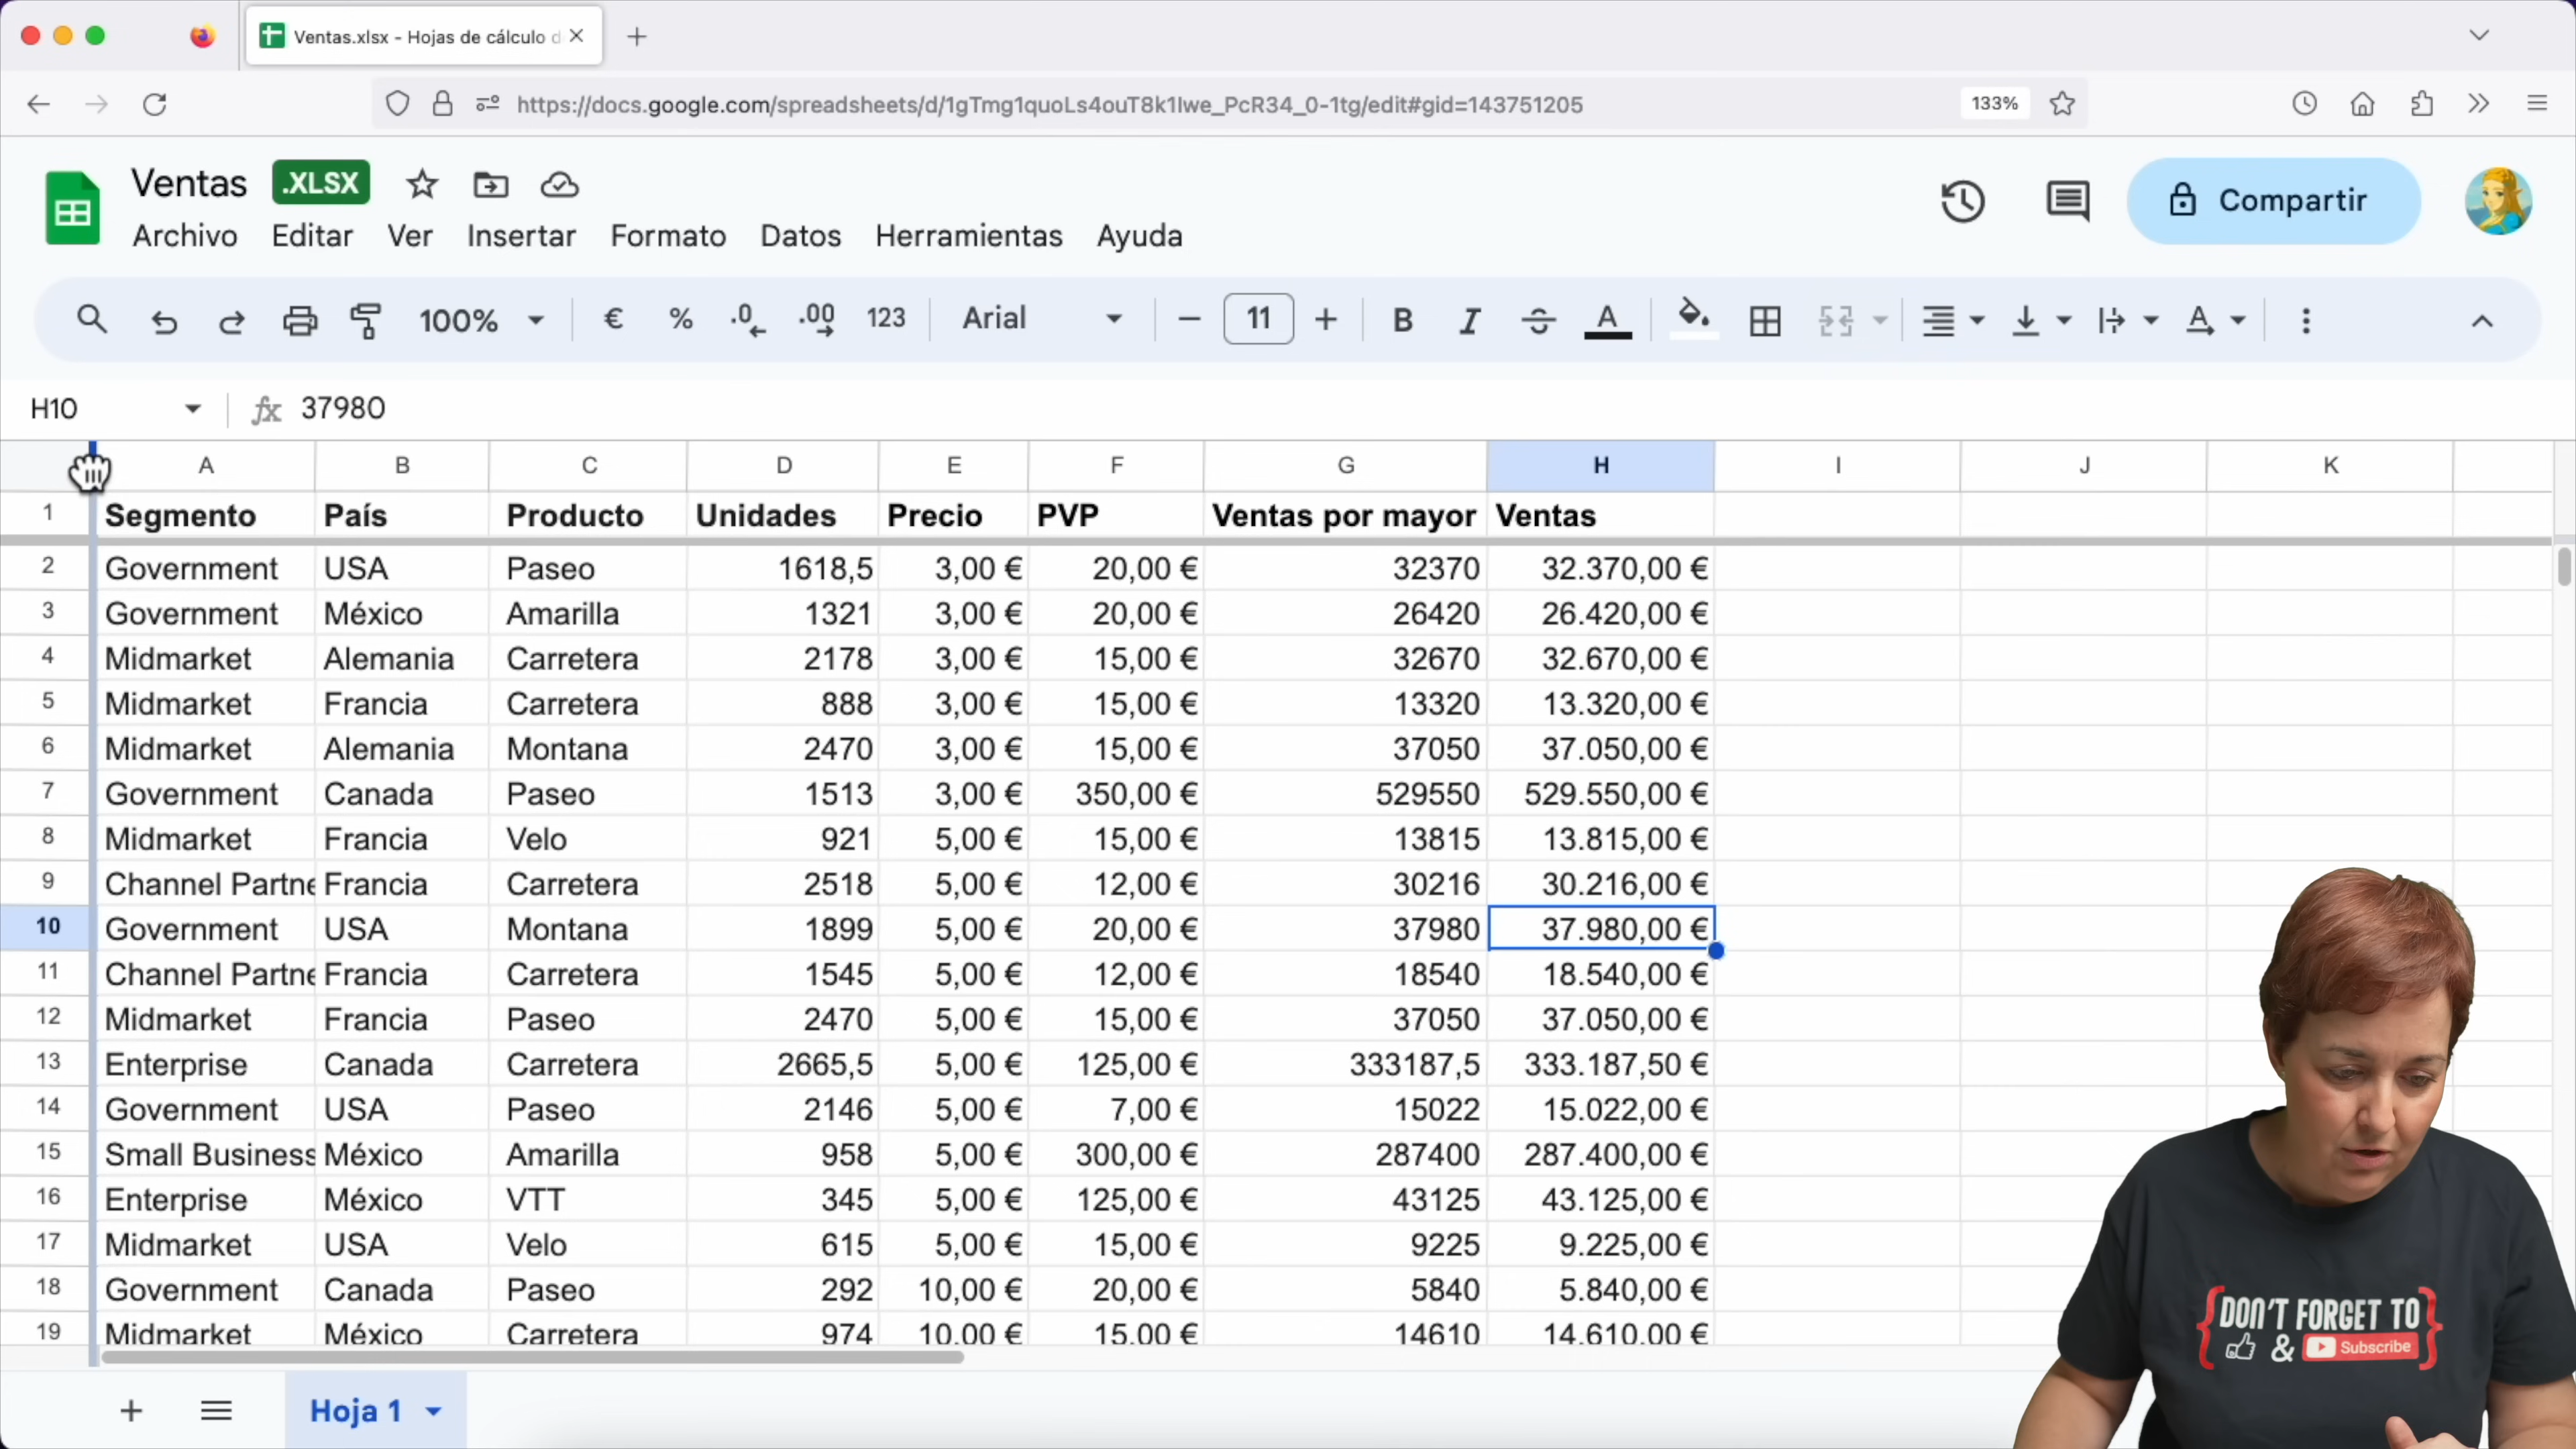 Ventas.xlsx - Hojas de cálculo d
https://docs.google.com/spreadsheets/d/1gTmg1quoLs4ouT8k1Iwe_PcR34_0-1tg/edit#gid=143751205
133%
Ventas .XLSX
Archivo Editar Ver Insertar Formato Datos Herramientas Ayuda
Compartir
100% € % .0 .00 123 Arial 11 B I S A A
H10 fx 37980
A B C D E F G H I J K
1 Segmento País Producto Unidades Precio PVP Ventas por mayor Ventas
2 Government USA Paseo 1618,5 3,00 € 20,00 € 32370 32.370,00 €
3 Government México Amarilla 1321 3,00 € 20,00 € 26420 26.420,00 €
4 Midmarket Alemania Carretera 2178 3,00 € 15,00 € 32670 32.670,00 €
5 Midmarket Francia Carretera 888 3,00 € 15,00 € 13320 13.320,00 €
6 Midmarket Alemania Montana 2470 3,00 € 15,00 € 37050 37.050,00 €
7 Government Canada Paseo 1513 3,00 € 350,00 € 529550 529.550,00 €
8 Midmarket Francia Velo 921 5,00 € 15,00 € 13815 13.815,00 €
9 Channel Partne Francia Carretera 2518 5,00 € 12,00 € 30216 30.216,00 €
10 Government USA Montana 1899 5,00 € 20,00 € 37980 37.980,00 €
11 Channel Partne Francia Carretera 1545 5,00 € 12,00 € 18540 18.540,00 €
12 Midmarket Francia Paseo 2470 5,00 € 15,00 € 37050 37.050,00 €
13 Enterprise Canada Carretera 2665,5 5,00 € 125,00 € 333187,5 333.187,50 €
14 Government USA Paseo 2146 5,00 € 7,00 € 15022 15.022,00 €
15 Small Business México Amarilla 958 5,00 € 300,00 € 287400 287.400,00 €
16 Enterprise México VTT 345 5,00 € 125,00 € 43125 43.125,00 €
17 Midmarket USA Velo 615 5,00 € 15,00 € 9225 9.225,00 €
18 Government Canada Paseo 292 10,00 € 20,00 € 5840 5.840,00 €
19 Midmarket México Carretera 974 10,00 € 15,00 € 14610 14.610,00 €
Hoja 1
DON'T FORGET TO
& Subscribe